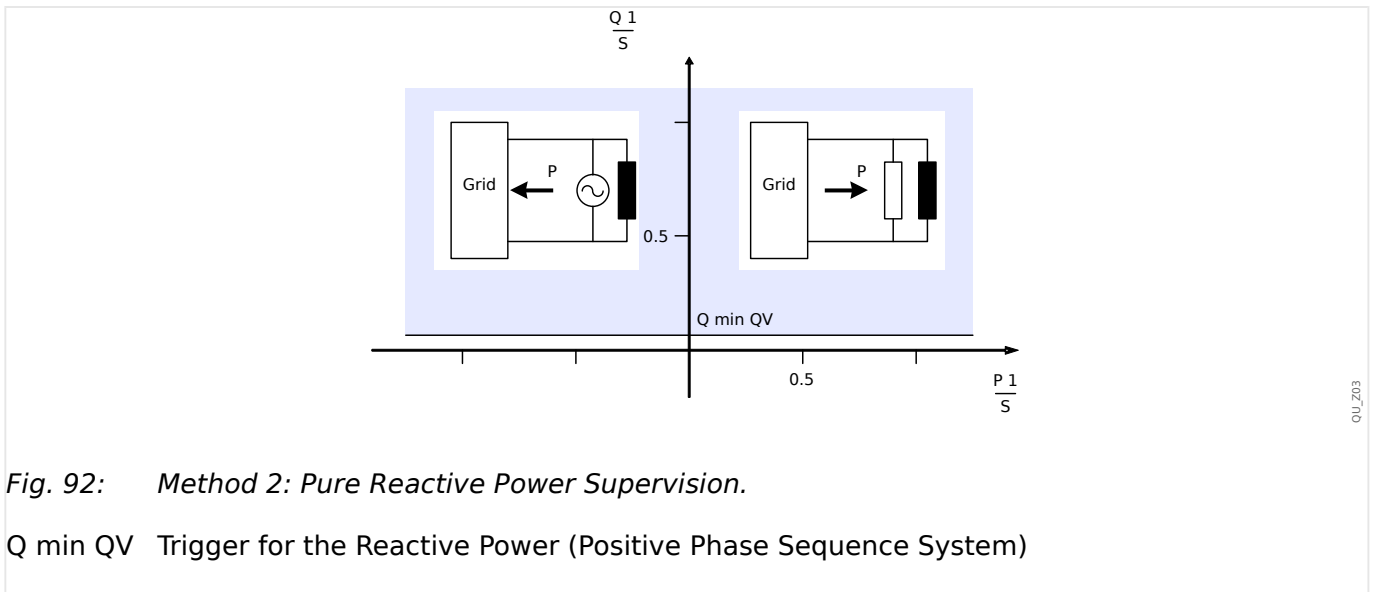 Q 1
S
Grid
P
Grid
P
0.5
Q min QV
0.5
P 1
S
QU_Z03
Fig. 92: Method 2: Pure Reactive Power Supervision.
Q min QV Trigger for the Reactive Power (Positive Phase Sequence System)